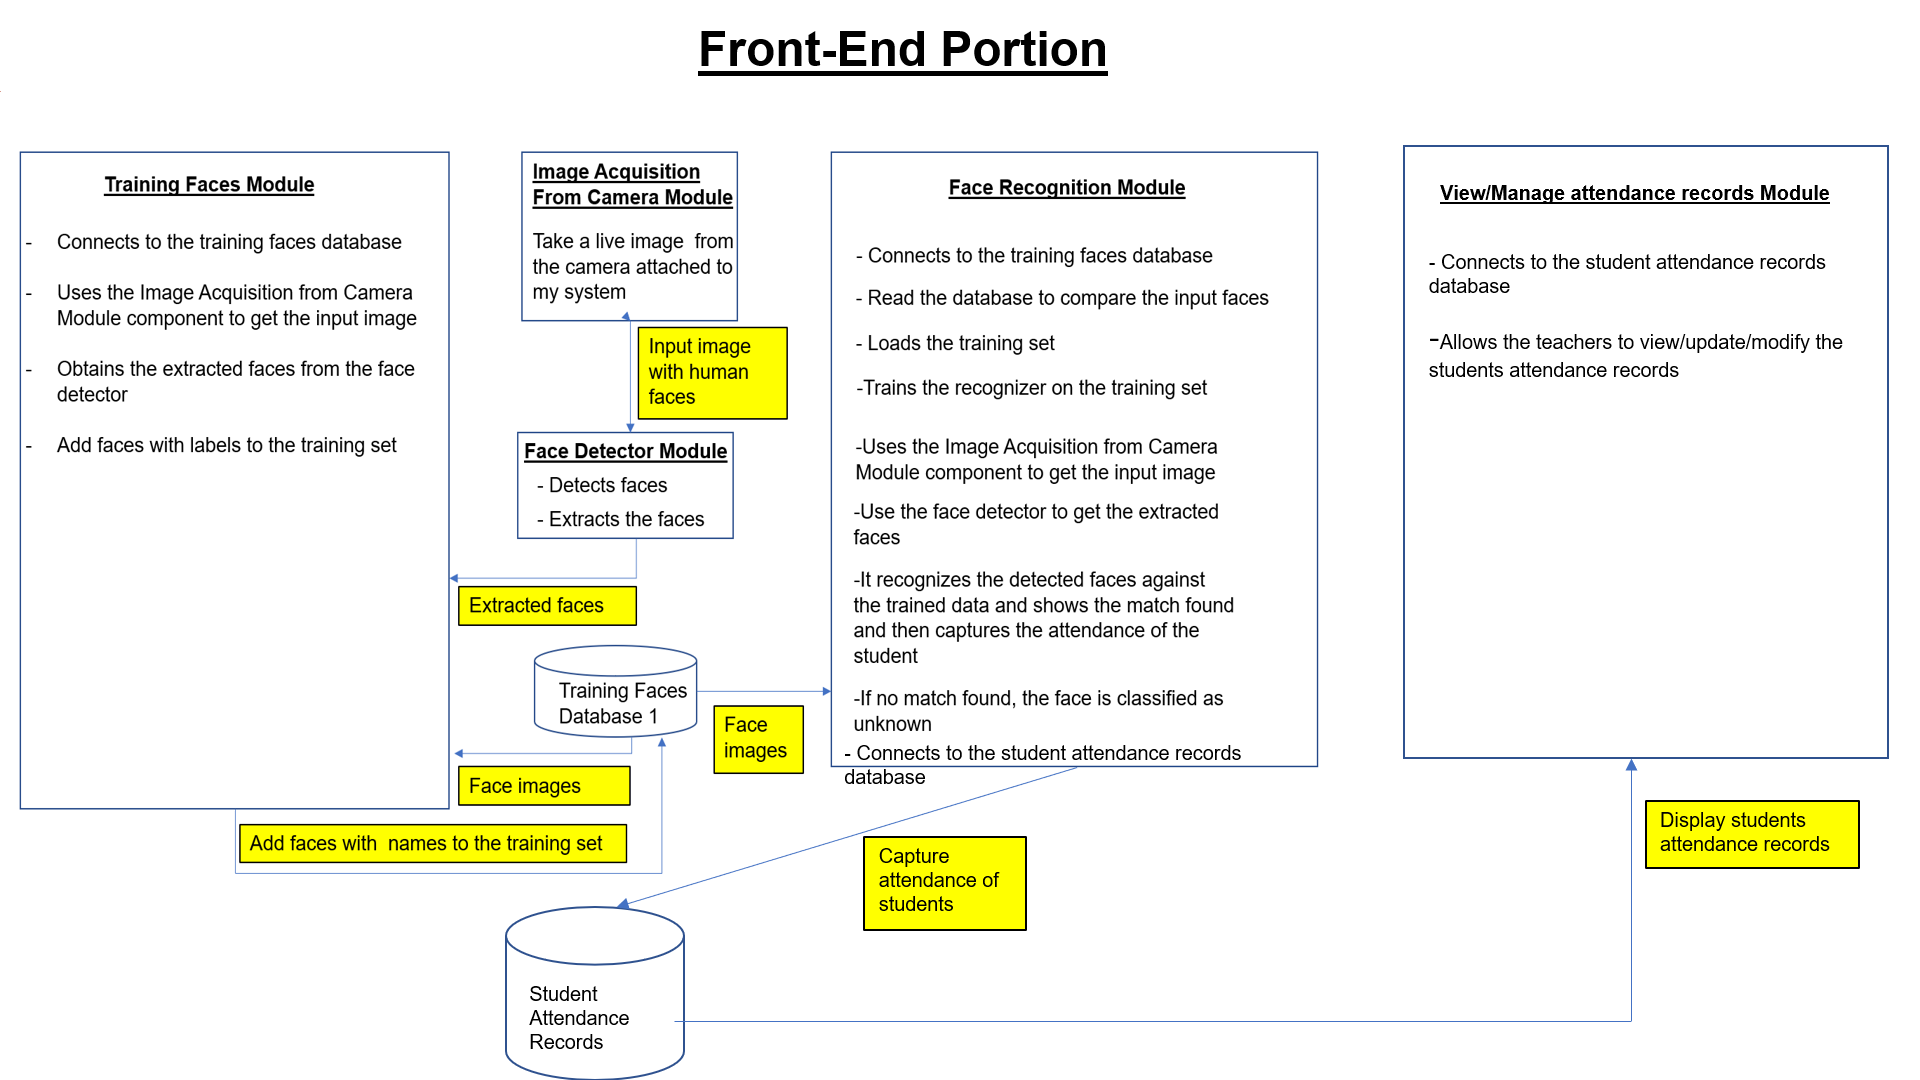 Front-End Portion
Training Faces Module
- Connects to the training faces database
- Uses the Image Acquisition from Camera
Module component to get the input image
- Obtains the extracted faces from the face
detector
- Add faces with labels to the training set
Image Acquisition
From Camera Module
Take a live image from
the camera attached to
my system
Input image
with human
faces
Face Detector Module
- Detects faces
- Extracts the faces
Extracted faces
Training Faces
Database 1
Face
images
Face images
Add faces with names to the training set
Face Recognition Module
- Connects to the training faces database
- Read the database to compare the input faces
- Loads the training set
-Trains the recognizer on the training set
-Uses the Image Acquisition from Camera
Module component to get the input image
-Use the face detector to get the extracted
faces
-It recognizes the detected faces against
the trained data and shows the match found
and then captures the attendance of the
student
-If no match found, the face is classified as
unknown
- Connects to the student attendance records
database
Capture
attendance of
students
Student
Attendance
Records
View/Manage attendance records Module
- Connects to the student attendance records
database
-Allows the teachers to view/update/modify the
students attendance records
Display students
attendance records